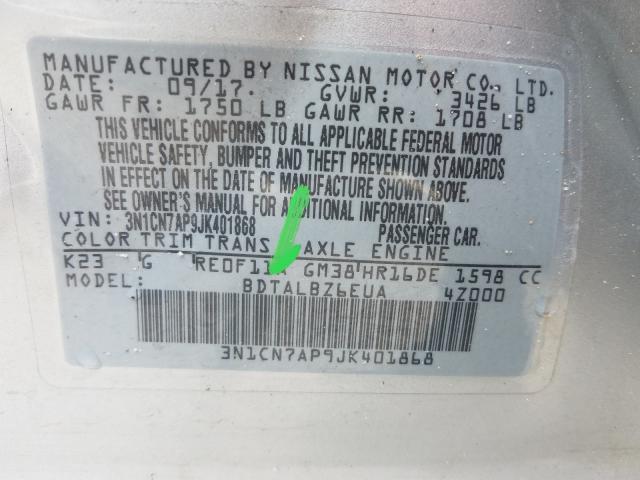 MANUFACTURED BY NISSAN MOTOR CO., LTD.
DATE: 09/17. GVWR: 3426 LB
GAWR FR: 1750 LB GAWR RR: 1708 LB
THIS VEHICLE CONFORMS TO ALL APPLICABLE FEDERAL MOTOR
VEHICLE SAFETY, BUMPER AND THEFT PREVENTION STANDARDS
IN EFFECT ON THE DATE OF MANUFACTURE SHOWN ABOVE.
SEE OWNER'S MANUAL FOR ADDITIONAL INFORMATION.
VIN: 3N1CN7AP9JK401868 PASSENGER CAR.
COLOR TRIM TRANS AXLE ENGINE
K23 G RE0F11A GM38 HR16DE 1598 CC
MODEL: BDTALBZ6EUA 4Z000
3N1CN7AP9JK401868